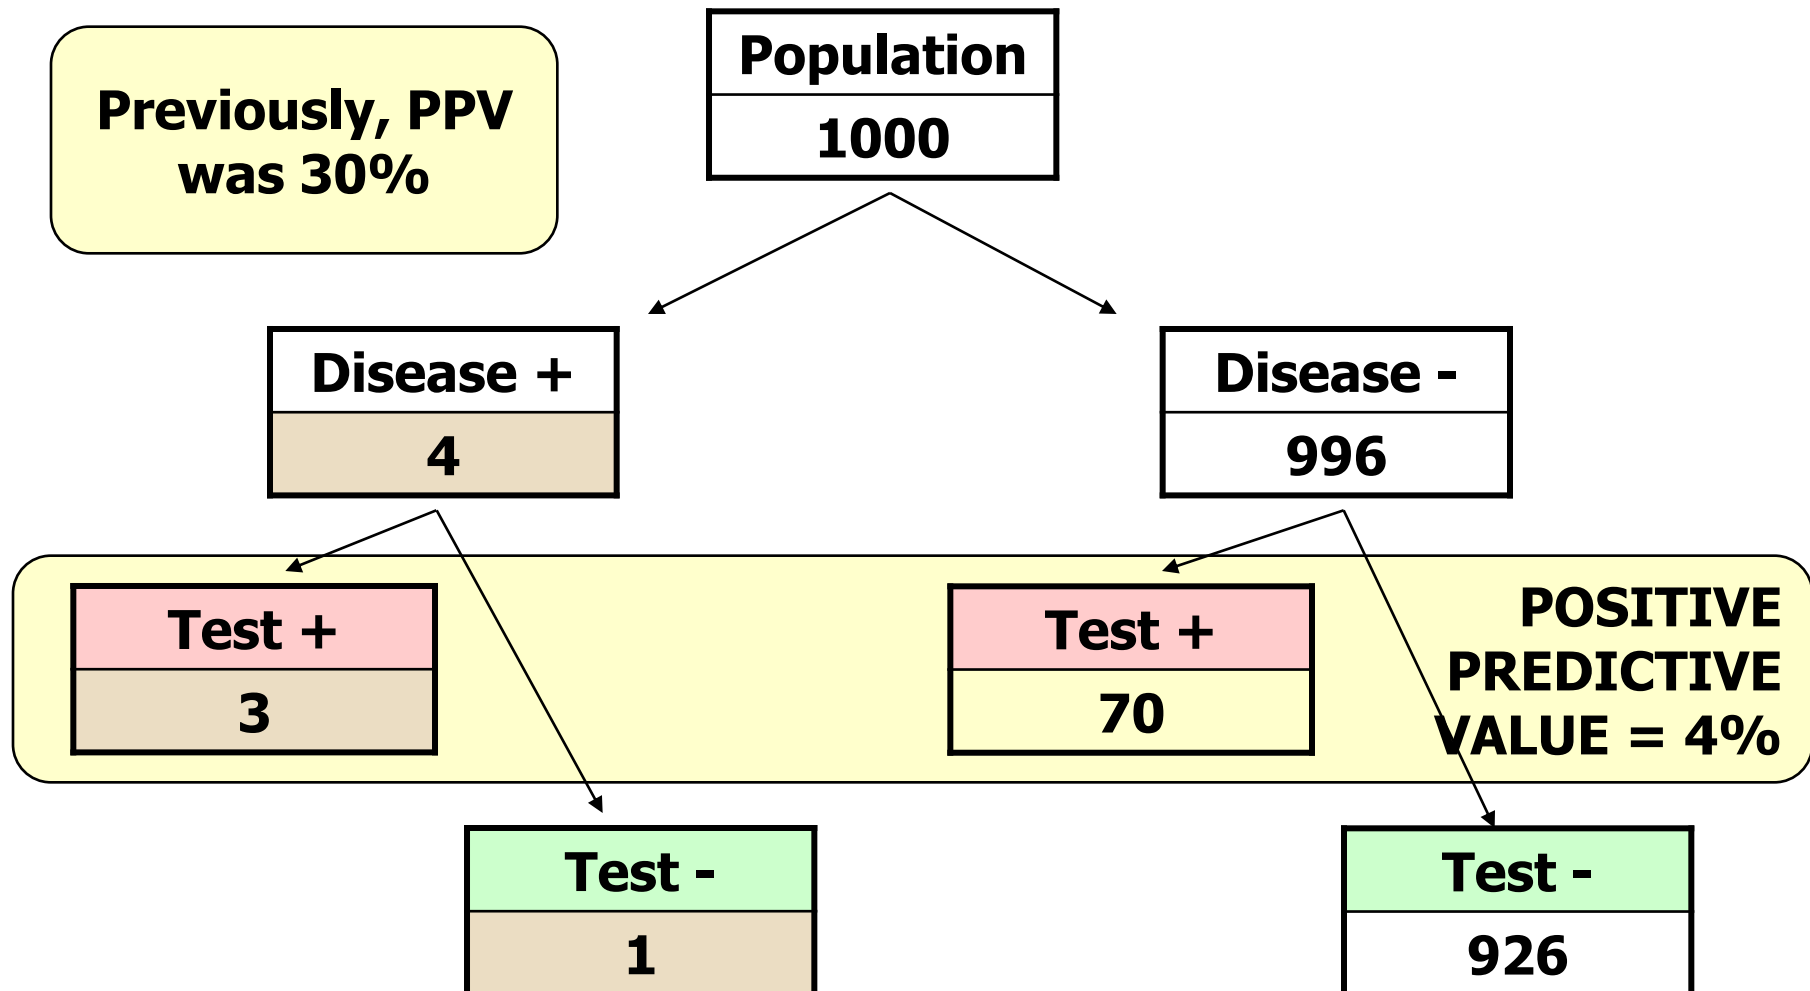 Previously, PPV
was 30%
Population
1000
Disease +
4
Disease -
996
Test +
3
Test +
70
POSITIVE
PREDICTIVE
VALUE = 4%
Test -
1
Test -
926